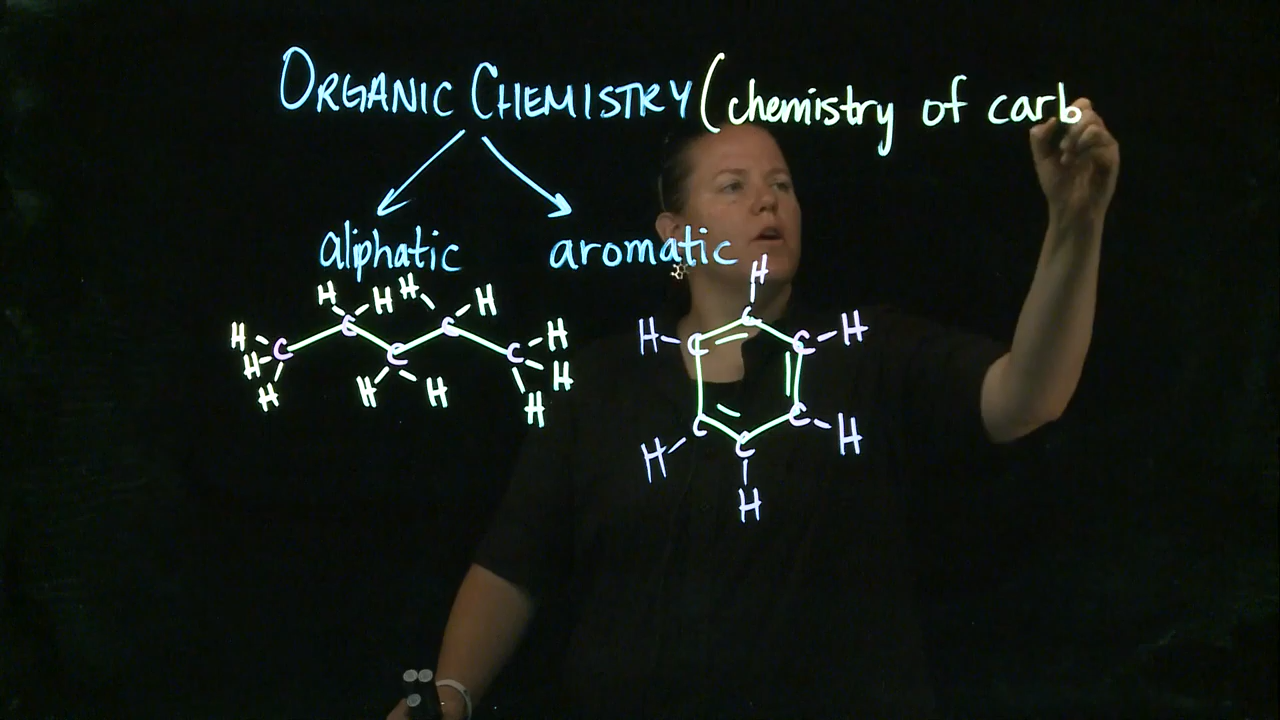 ORGANIC CHEMISTRY (chemistry of carb
aliphatic aromatic
H H H H H
H C C H C H H C C H
H C C H
H H H H H C C H
H C H
H